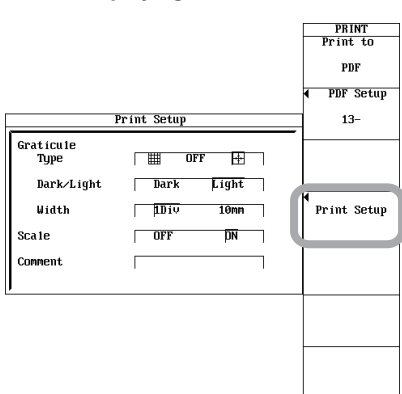 PRINT
Print to
PDF
PDF Setup
13-
Print Setup
Print Setup
Graticule
Type OFF
Dark/Light Dark Light
Width 1Div 10mm
Scale OFF ON
Comment